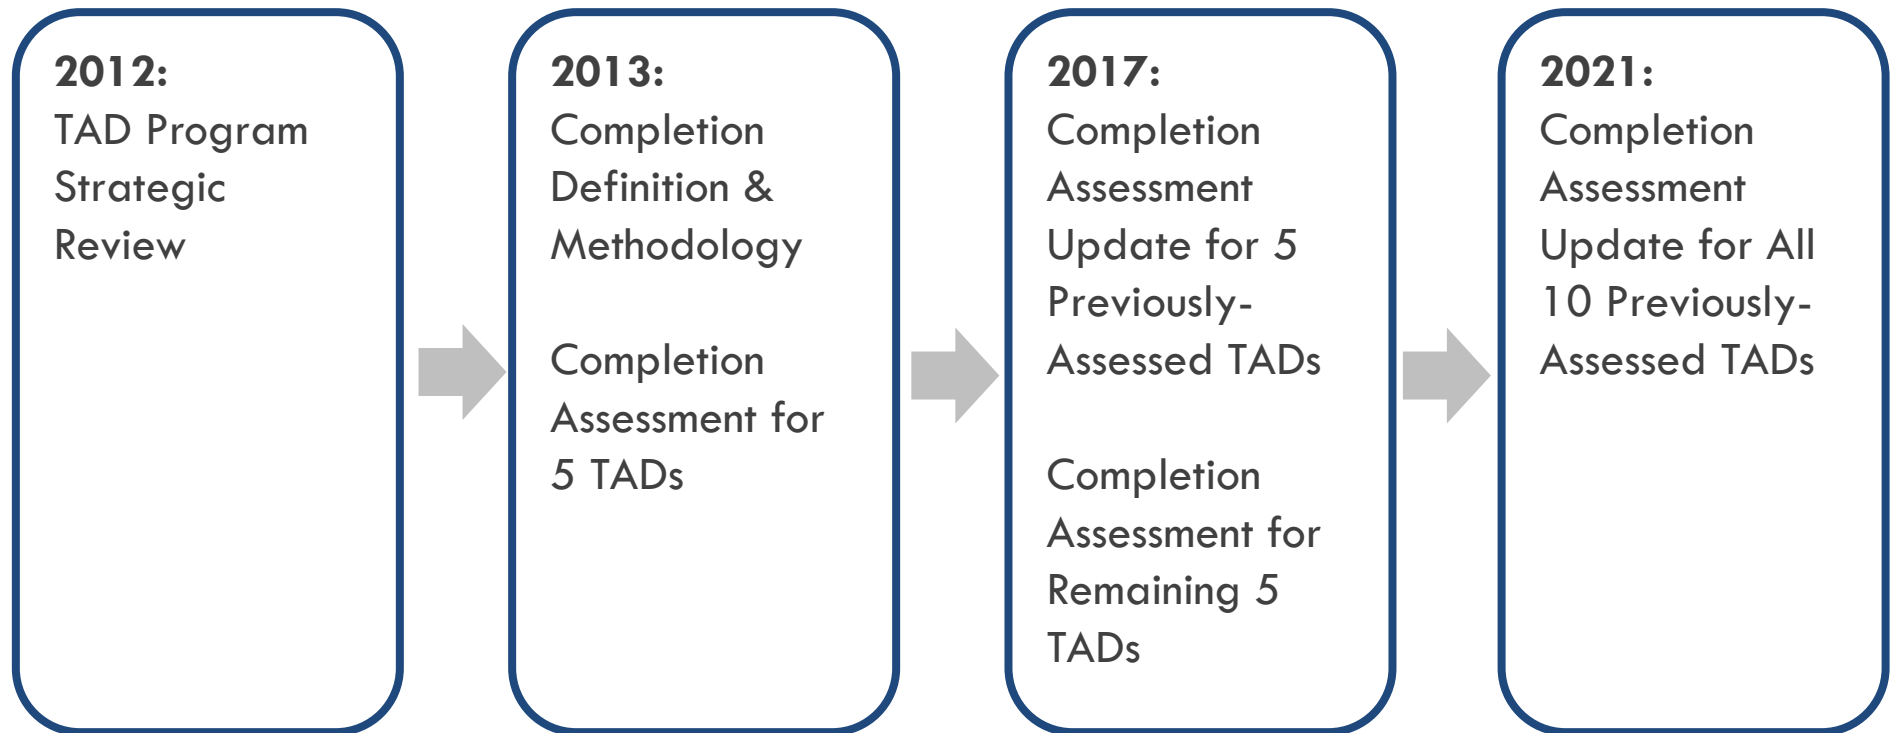 2012:
TAD Program
Strategic
Review
2013:
Completion
Definition &
Methodology
Completion
Assessment for
5 TADs
2017:
Completion
Assessment
Update for 5
Previously-
Assessed TADs
Completion
Assessment for
Remaining 5
TADs
2021:
Completion
Assessment
Update for All
10 Previously-
Assessed TADs